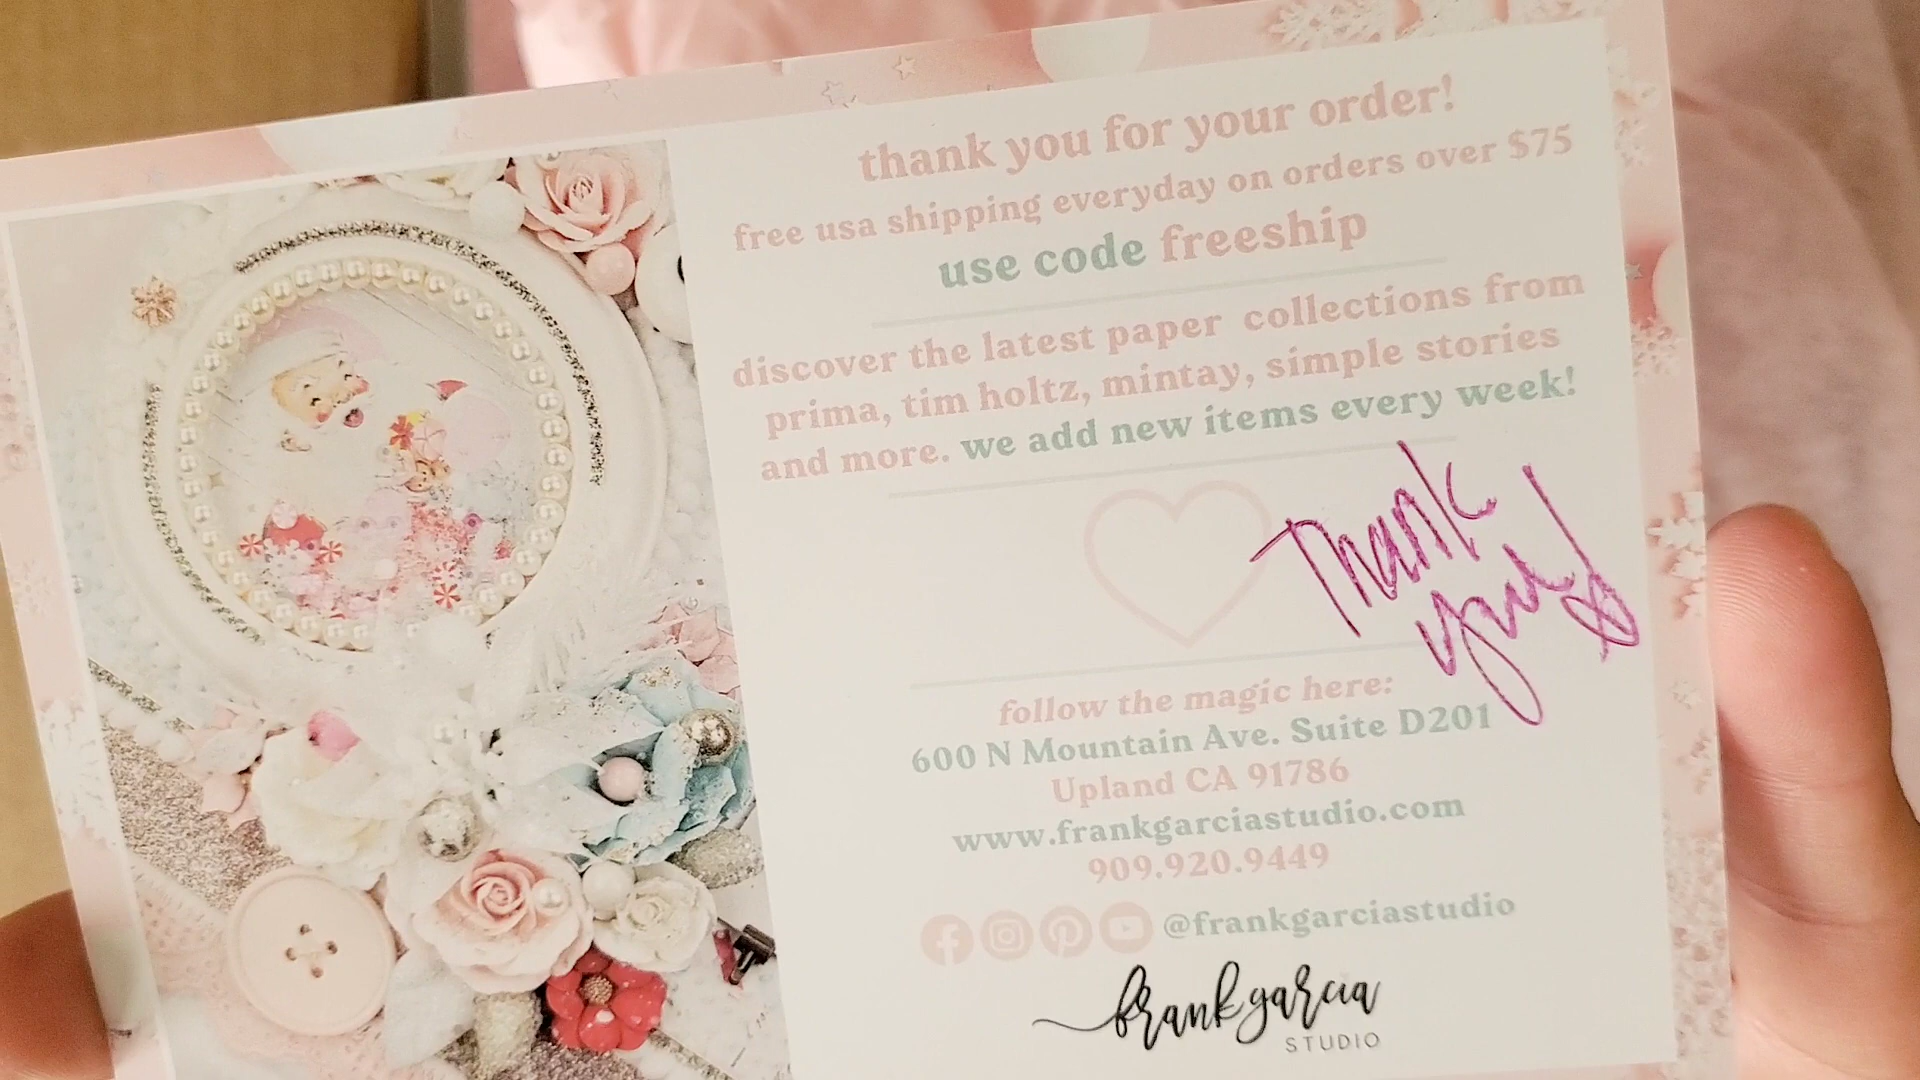 thank you for your order!
free usa shipping everyday on orders over $75
use code freeship
discover the latest paper collections from
prima, tim holtz, mintay, simple stories
and more. we add new items every week!
Thank
you!
follow the magic here:
600 N Mountain Ave. Suite D201
Upland CA 91786
www.frankgarciastudio.com
909.920.9449
@frankgarciastudio
frank garcia
STUDIO